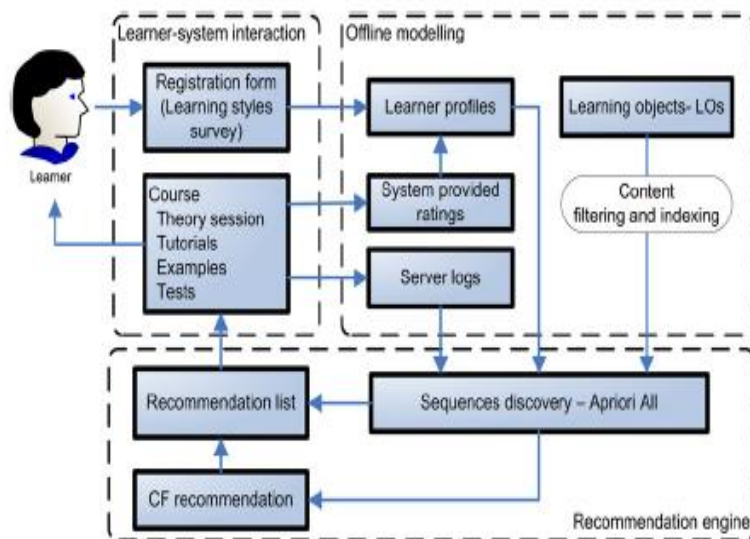 Learner-system interaction
Offline modelling
Registration form
(Learning styles
survey)
Learner profiles
Learning objects- LOs
Learner
Course
Theory session
Tutorials
Examples
Tests
System provided
ratings
Content
filtering and indexing
Server logs
Recommendation list
Sequences discovery – Apriori All
CF recommendation
Recommendation engine